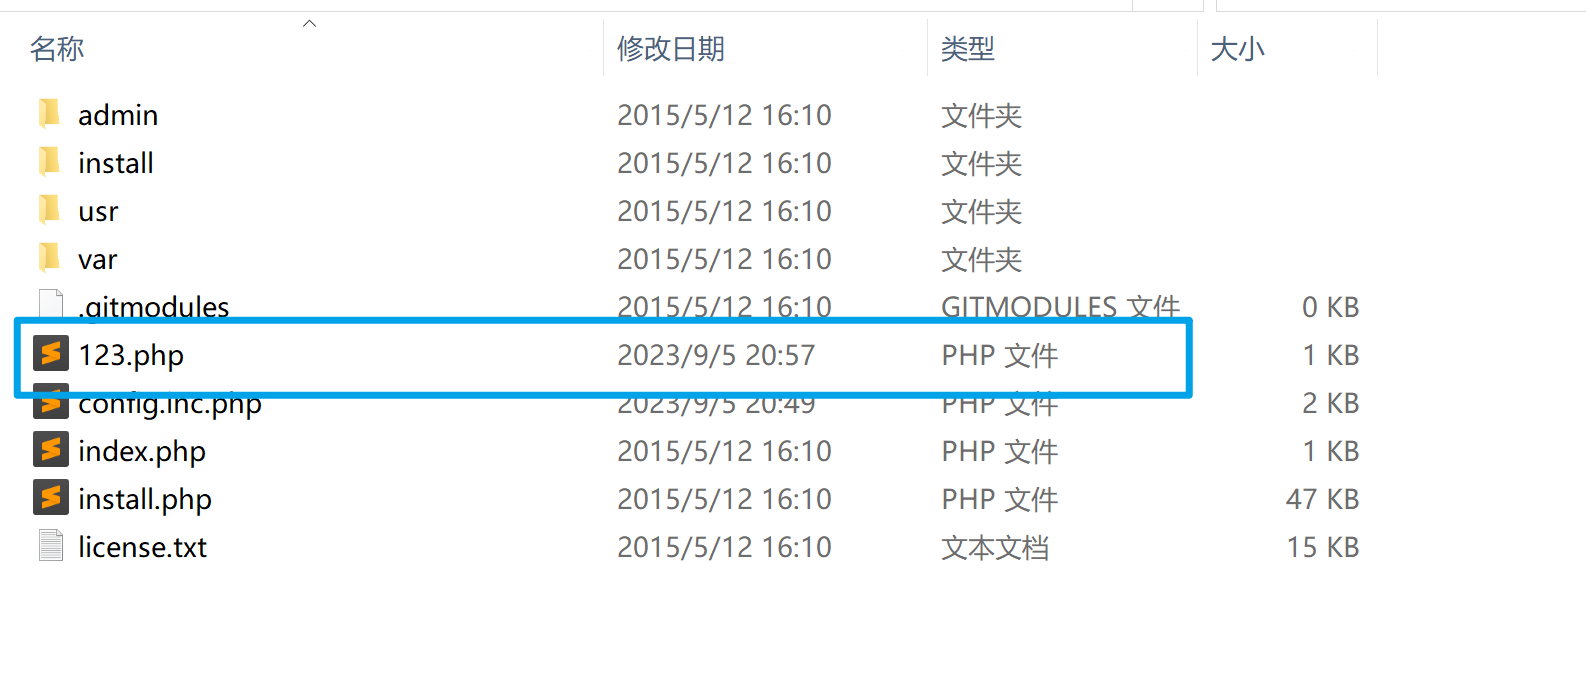 名称 修改日期 类型 大小
admin 2015/5/12 16:10 文件夹
install 2015/5/12 16:10 文件夹
usr 2015/5/12 16:10 文件夹
var 2015/5/12 16:10 文件夹
.gitmodules 2015/5/12 16:10 GITMODULES 文件 0 KB
123.php 2023/9/5 20:57 PHP 文件 1 KB
config.inc.php 2023/9/5 20:49 PHP 文件 2 KB
index.php 2015/5/12 16:10 PHP 文件 1 KB
install.php 2015/5/12 16:10 PHP 文件 47 KB
license.txt 2015/5/12 16:10 文本文档 15 KB